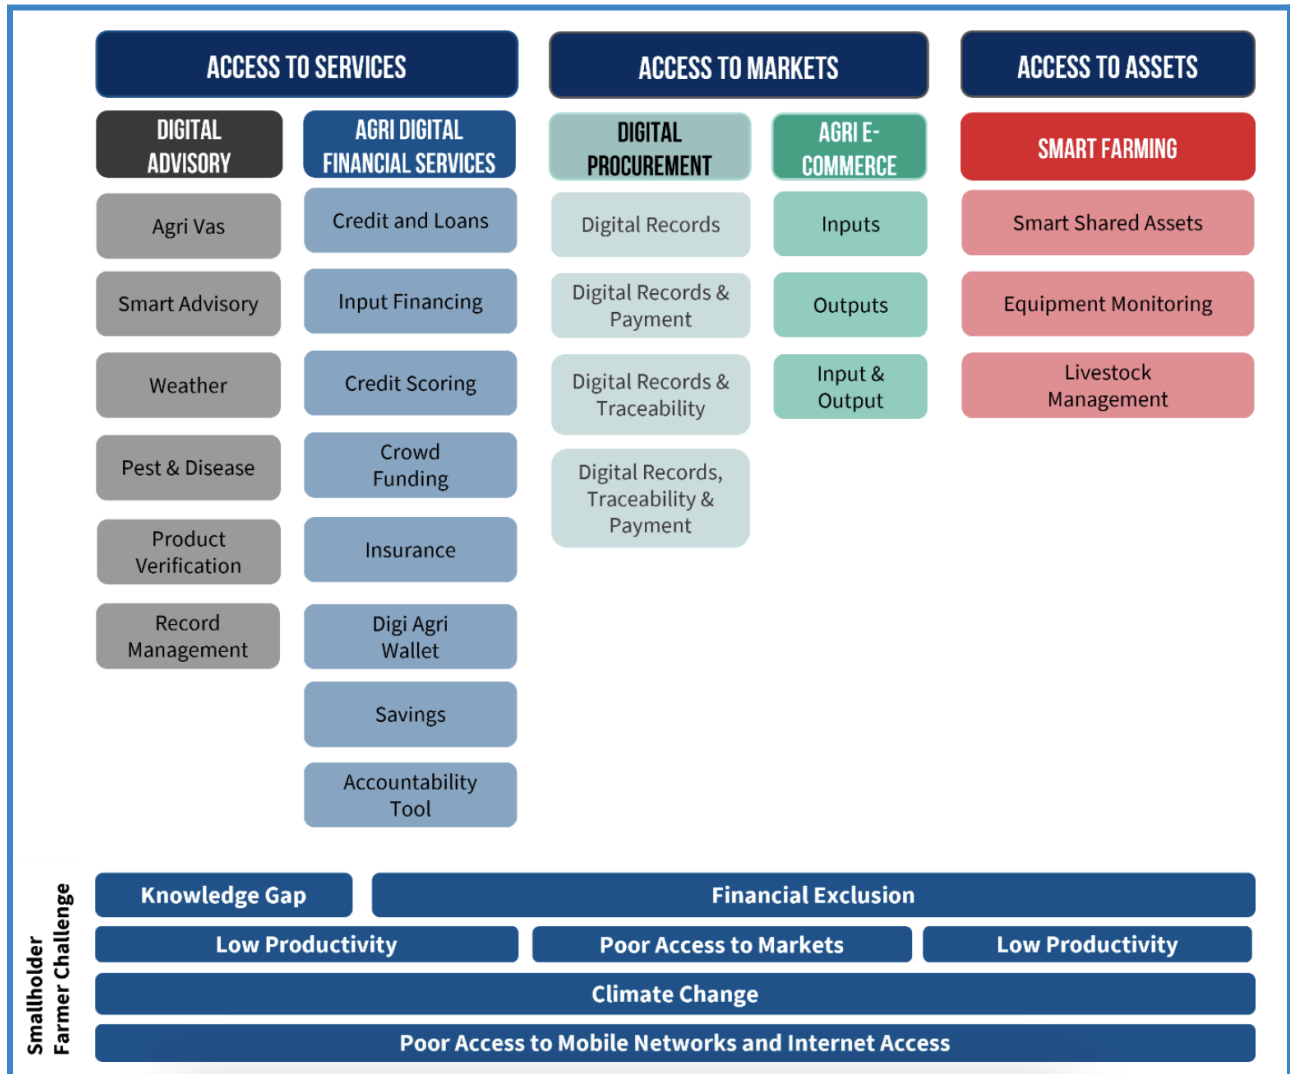 ACCESS TO SERVICES
ACCESS TO MARKETS
ACCESS TO ASSETS
DIGITAL
ADVISORY
AGRI DIGITAL
FINANCIAL SERVICES
DIGITAL
PROCUREMENT
AGRI E-
COMMERCE
SMART FARMING
Agri Vas
Smart Advisory
Weather
Pest & Disease
Product
Verification
Record
Management
Credit and Loans
Input Financing
Credit Scoring
Crowd
Funding
Insurance
Digi Agri
Wallet
Savings
Accountability
Tool
Digital Records
Digital Records &
Payment
Digital Records &
Traceability
Digital Records,
Traceability &
Payment
Inputs
Outputs
Input &
Output
Smart Shared Assets
Equipment Monitoring
Livestock
Management
Smallholder
Farmer Challenge
Knowledge Gap
Financial Exclusion
Low Productivity
Poor Access to Markets
Low Productivity
Climate Change
Poor Access to Mobile Networks and Internet Access